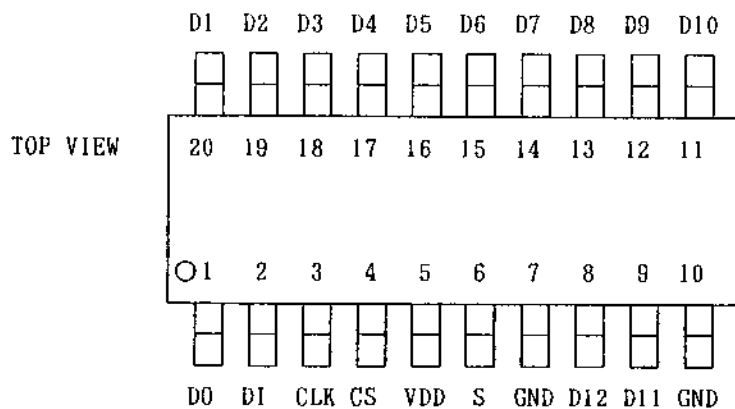 D1 D2 D3 D4 D5 D6 D7 D8 D9 D10
TOP VIEW 20 19 18 17 16 15 14 13 12 11
1 2 3 4 5 6 7 8 9 10
DO DI CLK CS VDD S GND D12 D11 GND